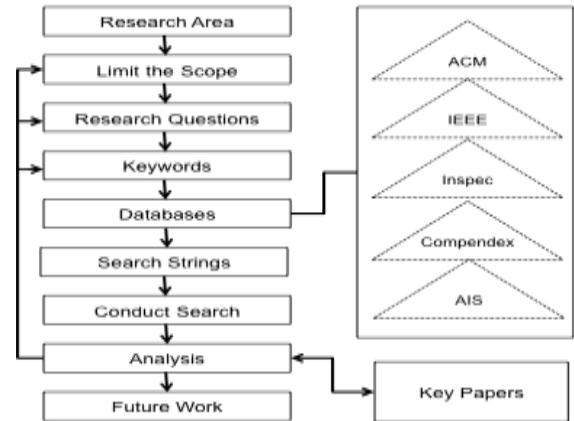 Research Area
Limit the Scope
Research Questions
Keywords
Databases
Search Strings
Conduct Search
Analysis
Future Work
ACM
IEEE
Inspec
Compendex
AIS
Key Papers